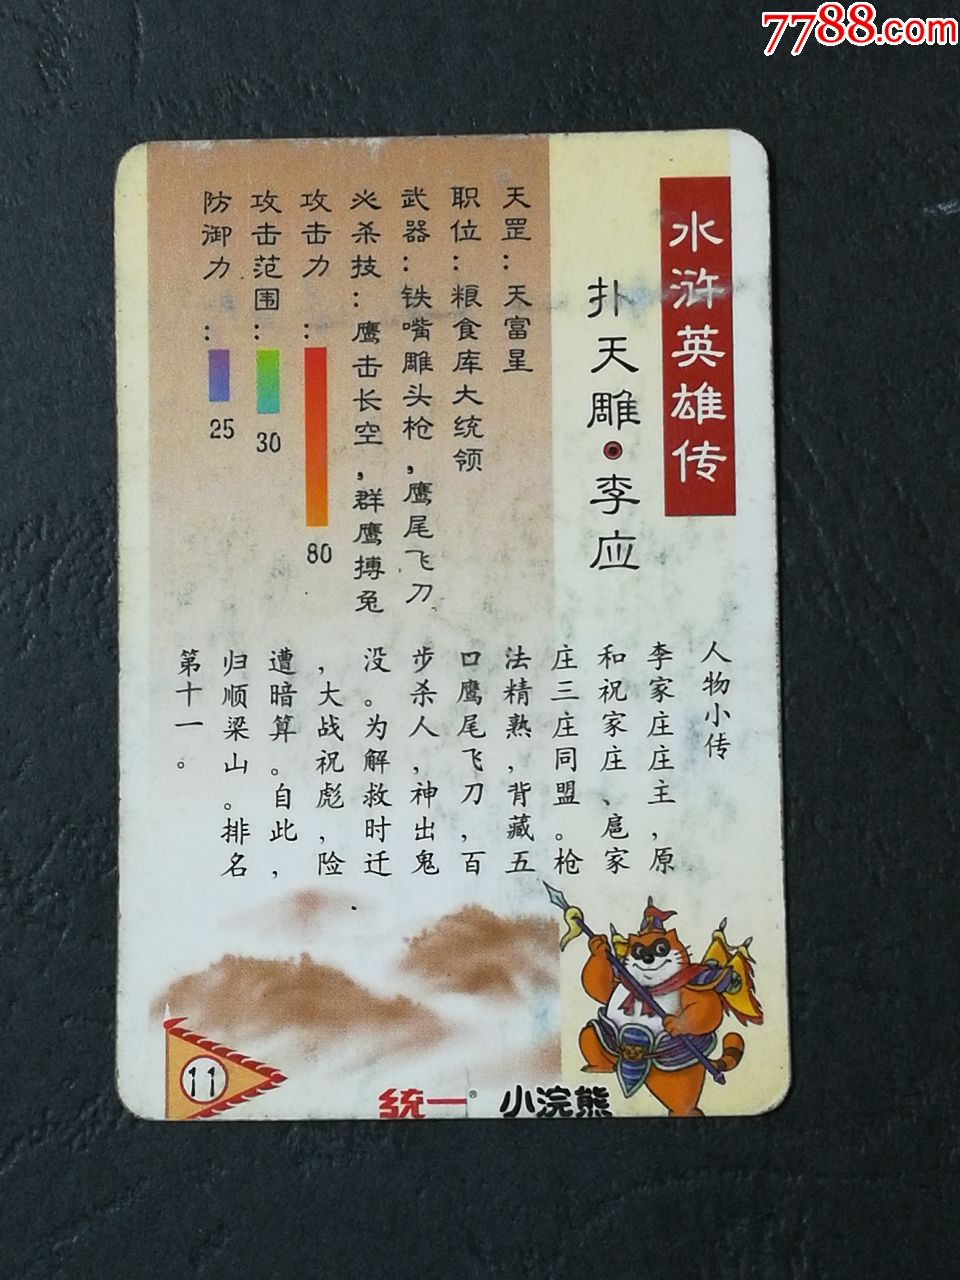 7788.com
水浒英雄传
扑天雕·李应
天罡：天富星
职位：粮食库大统领
武器：铁嘴雕头枪，鹰尾飞刀
必杀技：鹰击长空，群鹰搏兔
攻击力：80
攻击范围：30
防御力：25
人物小传
李家庄庄主，原
和祝家庄、扈家
庄三庄同盟。枪
法精熟，背藏五
口鹰尾飞刀，百
步杀人，神出鬼
没。为解救时迁
，大战祝彪，险
遭暗算。自此，
归顺梁山。排名
第十一。
11
统一® 小浣熊